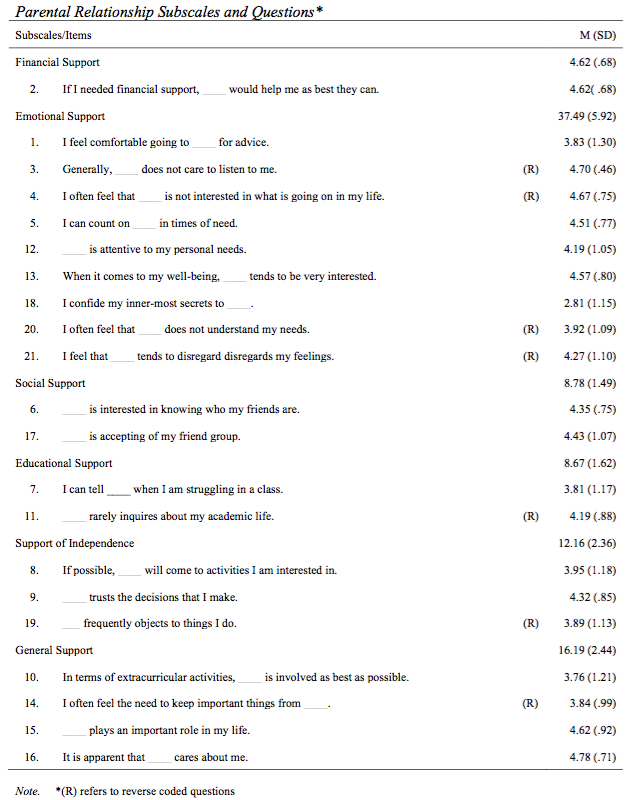 Parental Relationship Subscales and Questions*
Subscales/Items M (SD)
Financial Support 4.62 (.68)
2. If I needed financial support, ____ would help me as best they can. 4.62( .68)
Emotional Support 37.49 (5.92)
1. I feel comfortable going to ____ for advice. 3.83 (1.30)
3. Generally, ____ does not care to listen to me. (R) 4.70 (.46)
4. I often feel that ____ is not interested in what is going on in my life. (R) 4.67 (.75)
5. I can count on ____ in times of need. 4.51 (.77)
12. ____ is attentive to my personal needs. 4.19 (1.05)
13. When it comes to my well-being, ____ tends to be very interested. 4.57 (.80)
18. I confide my inner-most secrets to ____. 2.81 (1.15)
20. I often feel that ____ does not understand my needs. (R) 3.92 (1.09)
21. I feel that ____ tends to disregard disregards my feelings. (R) 4.27 (1.10)
Social Support 8.78 (1.49)
6. ____ is interested in knowing who my friends are. 4.35 (.75)
17. ____ is accepting of my friend group. 4.43 (1.07)
Educational Support 8.67 (1.62)
7. I can tell ____ when I am struggling in a class. 3.81 (1.17)
11. ____ rarely inquires about my academic life. (R) 4.19 (.88)
Support of Independence 12.16 (2.36)
8. If possible, ____ will come to activities I am interested in. 3.95 (1.18)
9. ____ trusts the decisions that I make. 4.32 (.85)
19. ____ frequently objects to things I do. (R) 3.89 (1.13)
General Support 16.19 (2.44)
10. In terms of extracurricular activities, ____ is involved as best as possible. 3.76 (1.21)
14. I often feel the need to keep important things from ____. (R) 3.84 (.99)
15. ____ plays an important role in my life. 4.62 (.92)
16. It is apparent that ____ cares about me. 4.78 (.71)
Note. *(R) refers to reverse coded questions